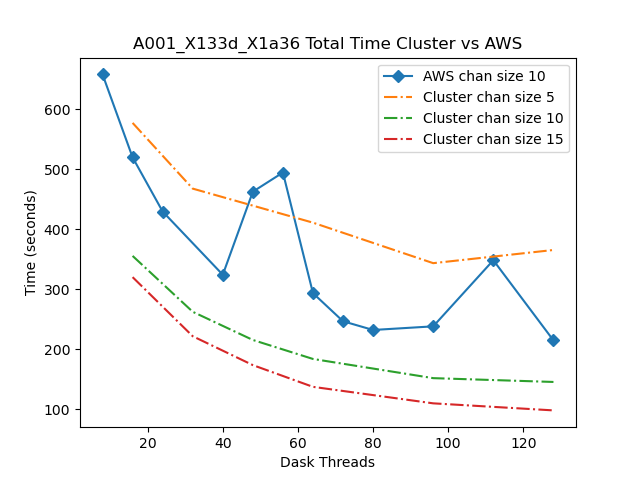 A001_X133d_X1a36 Total Time Cluster vs AWS
AWS chan size 10
Cluster chan size 5
Cluster chan size 10
Cluster chan size 15
Time (seconds)
600
500
400
300
200
100
20 40 60 80 100 120
Dask Threads